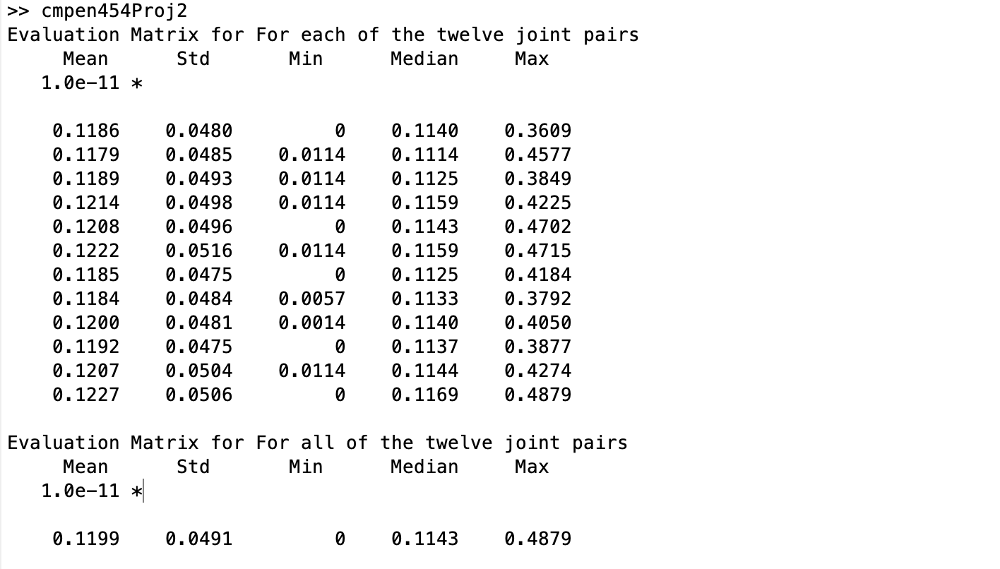 >> cmpen454Proj2
Evaluation Matrix for For each of the twelve joint pairs
Mean Std Min Median Max
1.0e-11 *
0.1186 0.0480 0 0.1140 0.3609
0.1179 0.0485 0.0114 0.1114 0.4577
0.1189 0.0493 0.0114 0.1125 0.3849
0.1214 0.0498 0.0114 0.1159 0.4225
0.1208 0.0496 0 0.1143 0.4702
0.1222 0.0516 0.0114 0.1159 0.4715
0.1185 0.0475 0 0.1125 0.4184
0.1184 0.0484 0.0057 0.1133 0.3792
0.1200 0.0481 0.0014 0.1140 0.4050
0.1192 0.0475 0 0.1137 0.3877
0.1207 0.0504 0.0114 0.1144 0.4274
0.1227 0.0506 0 0.1169 0.4879
Evaluation Matrix for For all of the twelve joint pairs
Mean Std Min Median Max
1.0e-11 *
0.1199 0.0491 0 0.1143 0.4879